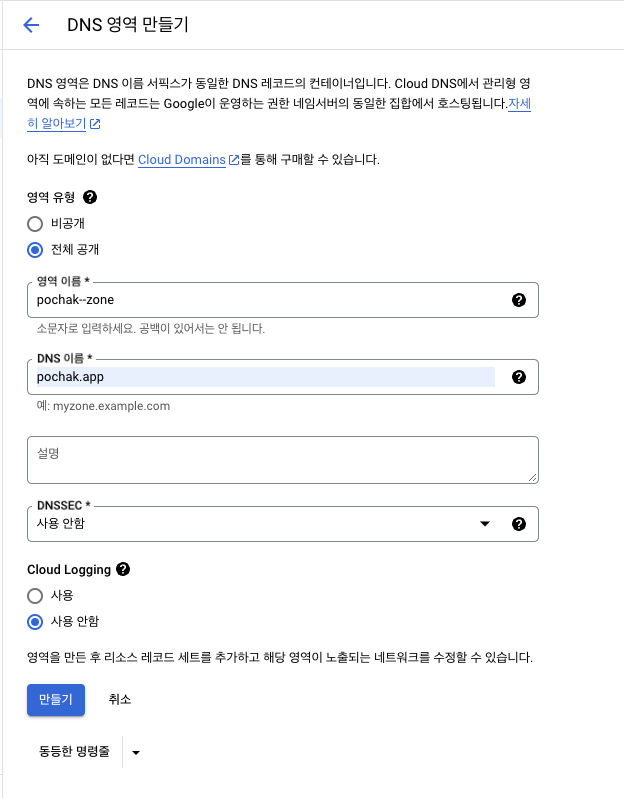 DNS 영역 만들기
DNS 영역은 DNS 이름 서픽스가 동일한 DNS 레코드의 컨테이너입니다. Cloud DNS에서 관리형 영
역에 속하는 모든 레코드는 Google이 운영하는 권한 네임서버의 동일한 집합에서 호스팅됩니다.자세
히 알아보기
아직 도메인이 없다면 Cloud Domains를 통해 구매할 수 있습니다.
영역 유형
비공개
전체 공개
영역 이름 *
pochak--zone
소문자로 입력하세요. 공백이 있어서는 안 됩니다.
DNS 이름 *
pochak.app
예: myzone.example.com
설명
DNSSEC *
사용 안함
Cloud Logging
사용
사용 안함
영역을 만든 후 리소스 레코드 세트를 추가하고 해당 영역이 노출되는 네트워크를 수정할 수 있습니다.
만들기 취소
동등한 명령줄